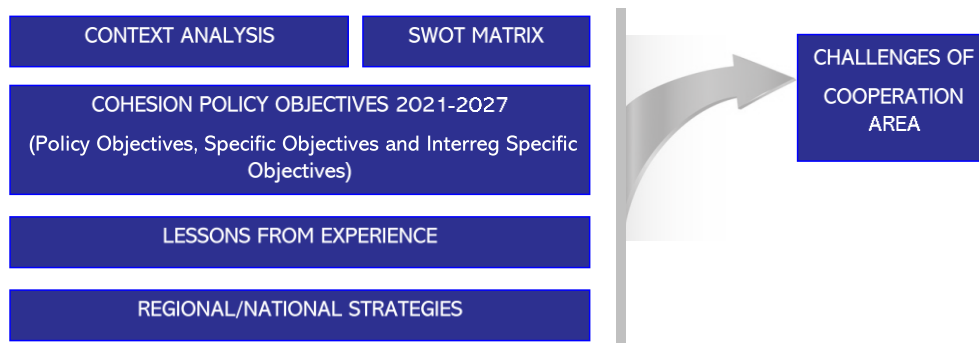 CONTEXT ANALYSIS
SWOT MATRIX
COHESION POLICY OBJECTIVES 2021-2027
(Policy Objectives, Specific Objectives and Interreg Specific
Objectives)
LESSONS FROM EXPERIENCE
REGIONAL/NATIONAL STRATEGIES
CHALLENGES OF
COOPERATION
AREA